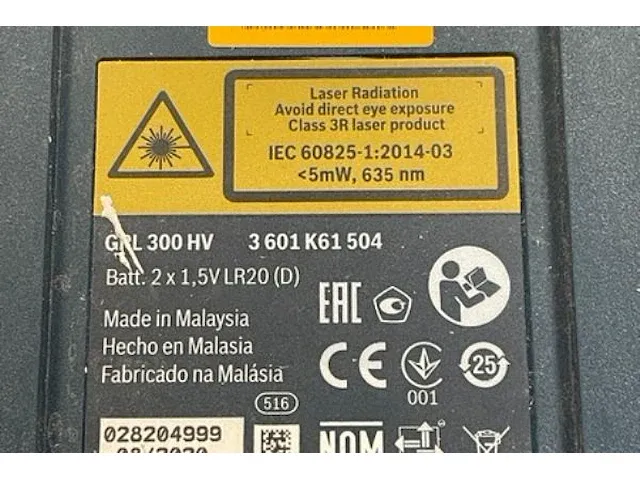 Laser Radiation
Avoid direct eye exposure
Class 3R laser product
IEC 60825-1:2014-03
<5mW, 635 nm
GRL 300 HV 3 601 K61 504
Batt. 2 x 1,5V LR20 (D)
EAC
Made in Malaysia
Hecho en Malasia
Fabricado na Malásia
CE
001
25
516
028204999
NOM